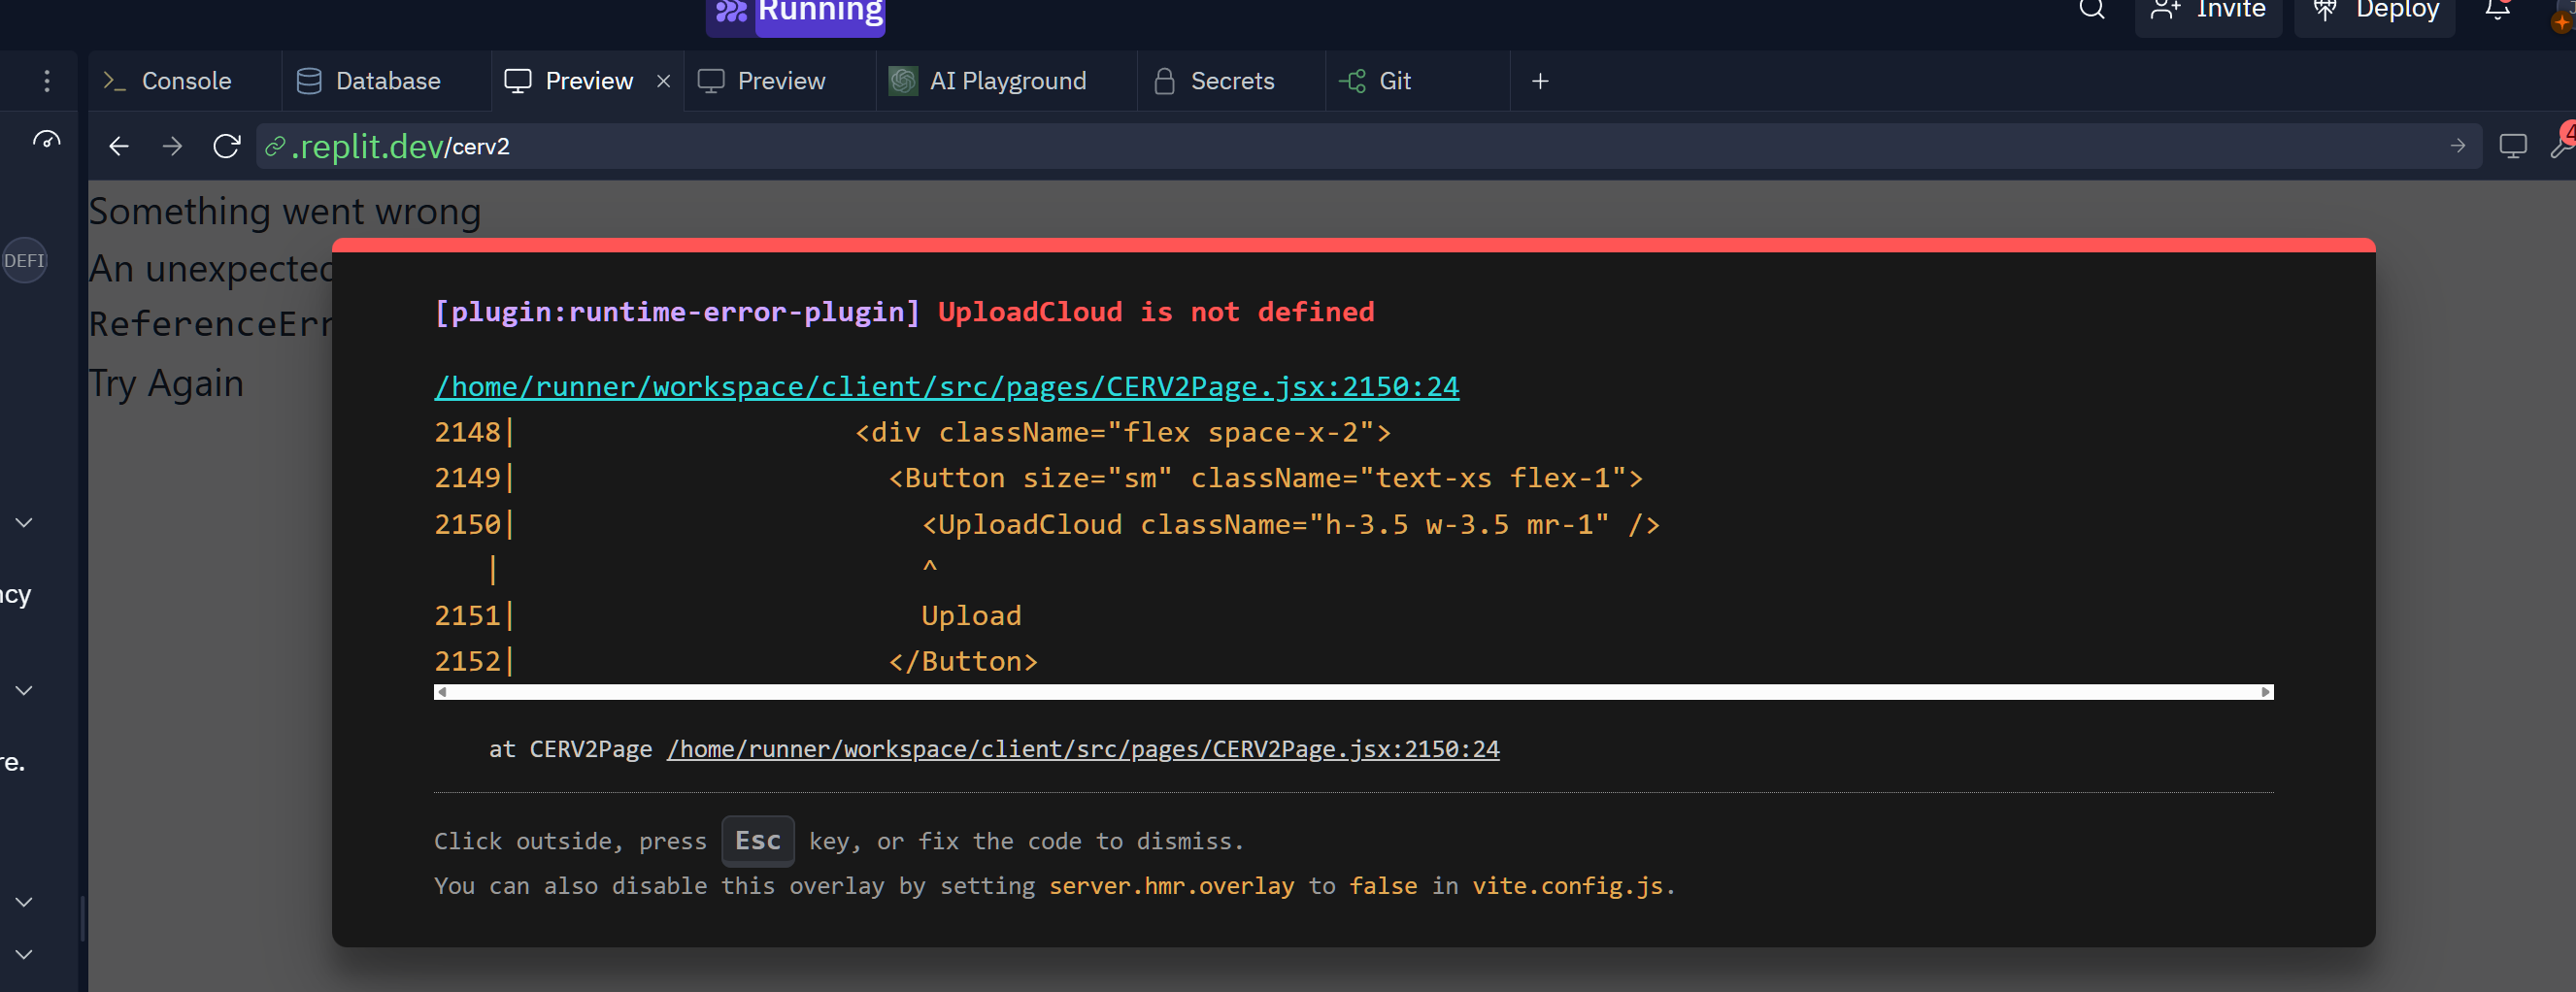 Running
Invite
Deploy
Console
Database
Preview
Preview
AI Playground
Secrets
Git
.replit.dev/cerv2
4
Something went wrong
DEFI
An unexpected
ReferenceErr
Try Again
[plugin:runtime-error-plugin] UploadCloud is not defined
/home/runner/workspace/client/src/pages/CERV2Page.jsx:2150:24
2148| <div className="flex space-x-2">
2149| <Button size="sm" className="text-xs flex-1">
2150| <UploadCloud className="h-3.5 w-3.5 mr-1" />
| ^
2151| Upload
2152| </Button>
at CERV2Page /home/runner/workspace/client/src/pages/CERV2Page.jsx:2150:24
Click outside, press Esc key, or fix the code to dismiss.
You can also disable this overlay by setting server.hmr.overlay to false in vite.config.js.